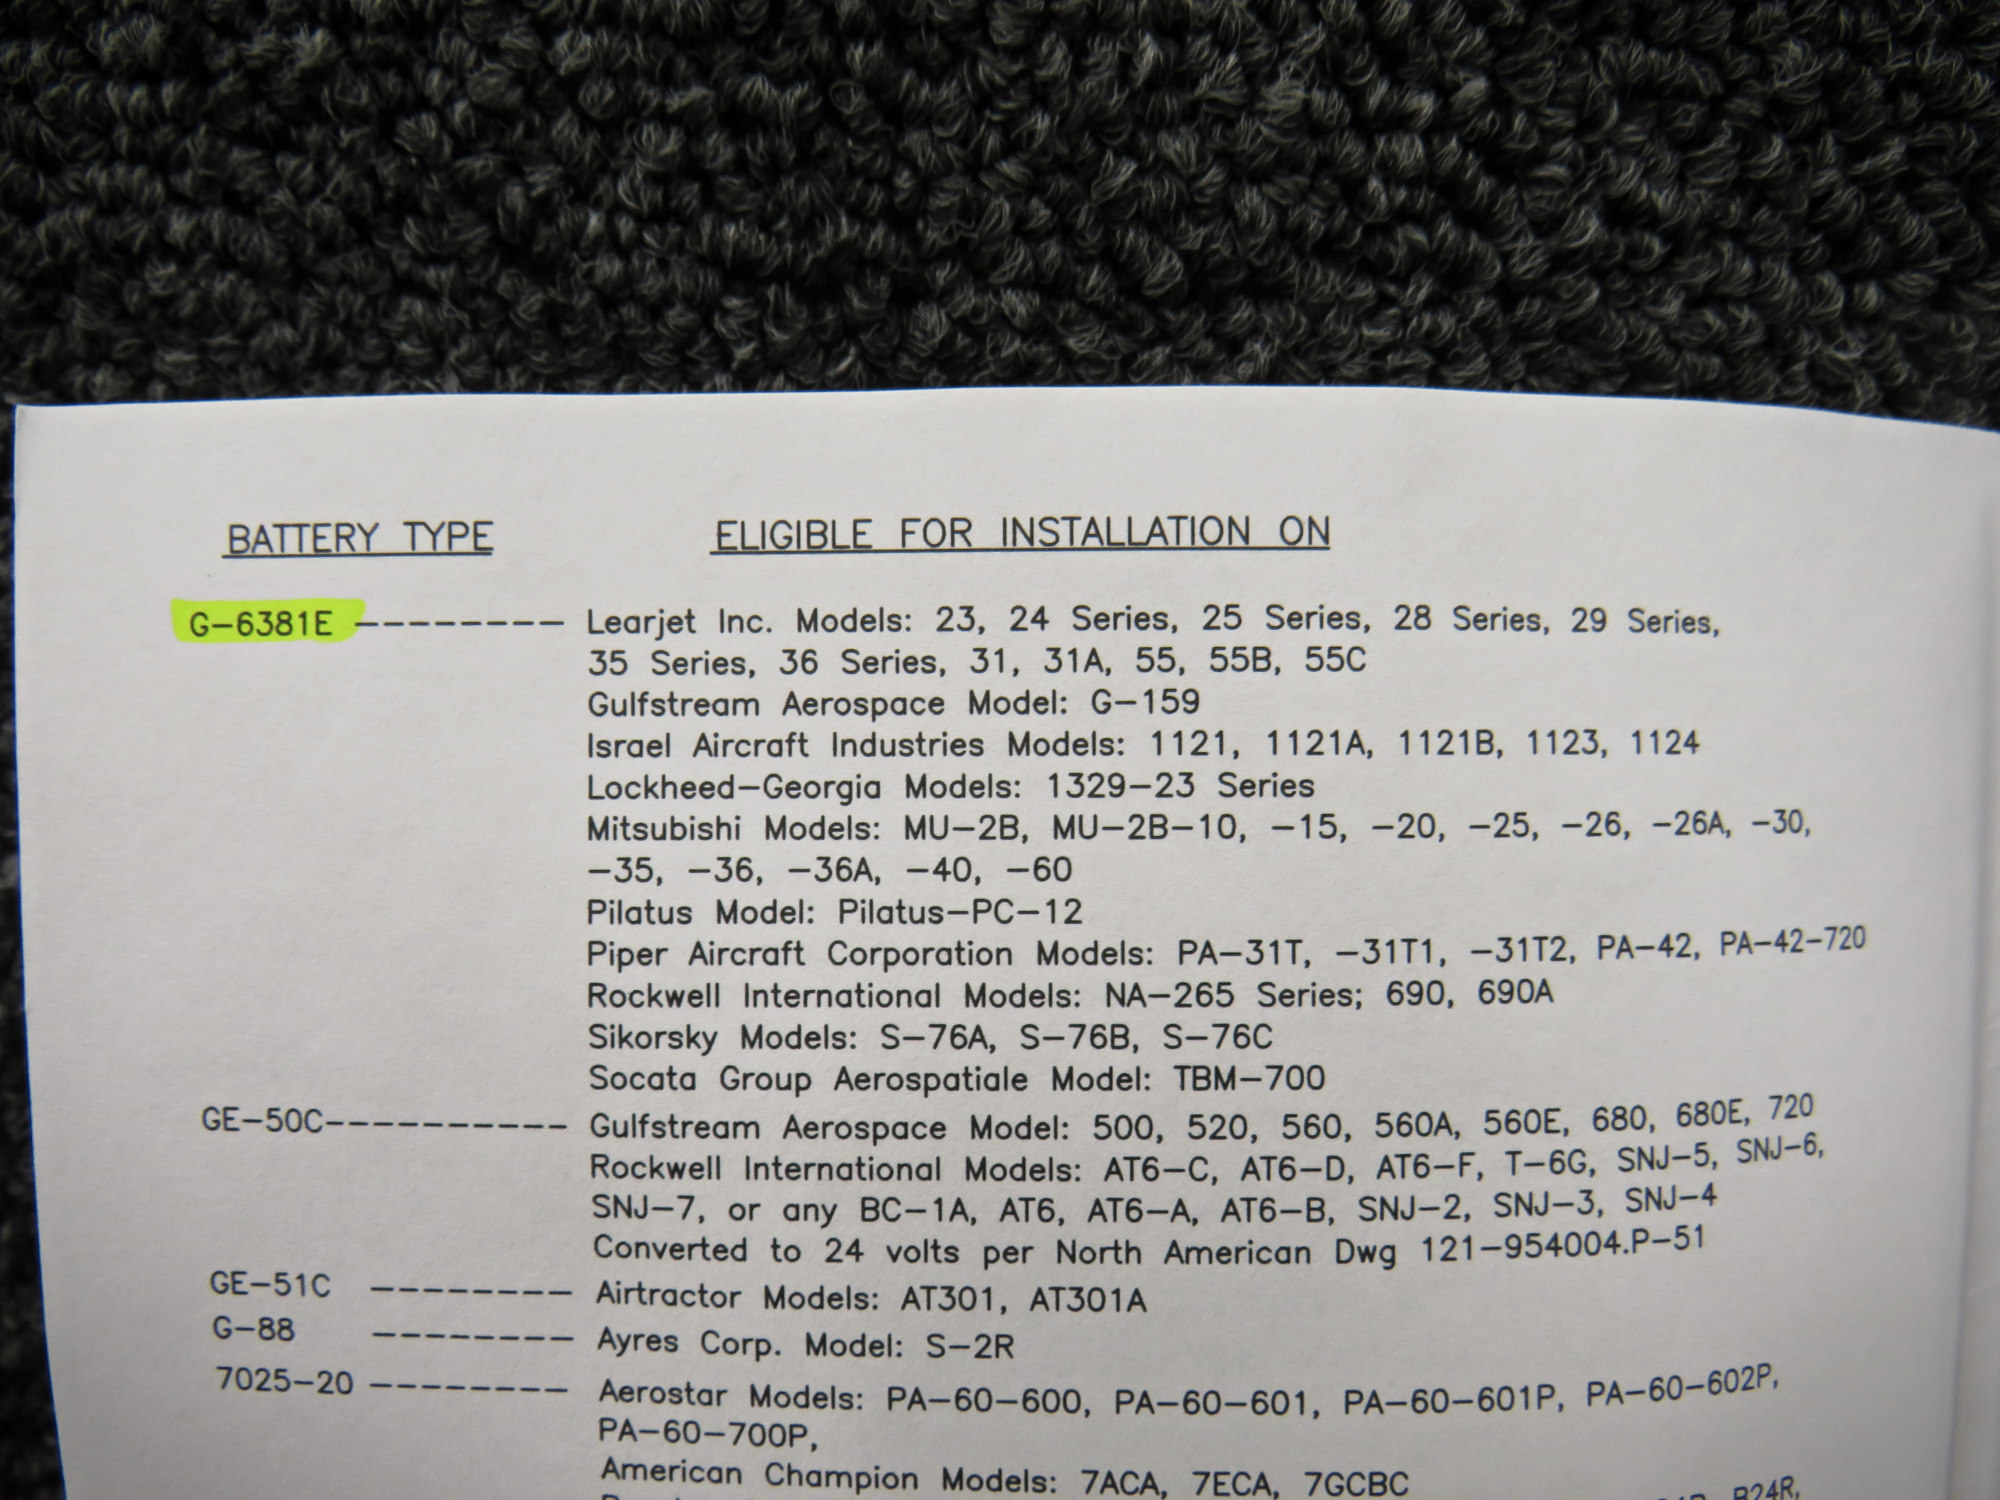 BATTERY TYPE ELIGIBLE FOR INSTALLATION ON
G-6381E -------- Learjet Inc. Models: 23, 24 Series, 25 Series, 28 Series, 29 Series,
35 Series, 36 Series, 31, 31A, 55, 55B, 55C
Gulfstream Aerospace Model: G-159
Israel Aircraft Industries Models: 1121, 1121A, 1121B, 1123, 1124
Lockheed-Georgia Models: 1329-23 Series
Mitsubishi Models: MU-2B, MU-2B-10, -15, -20, -25, -26, -26A, -30,
-35, -36, -36A, -40, -60
Pilatus Model: Pilatus-PC-12
Piper Aircraft Corporation Models: PA-31T, -31T1, -31T2, PA-42, PA-42-720
Rockwell International Models: NA-265 Series; 690, 690A
Sikorsky Models: S-76A, S-76B, S-76C
Socata Group Aerospatiale Model: TBM-700
GE-50C---------- Gulfstream Aerospace Model: 500, 520, 560, 560A, 560E, 680, 680E, 720
Rockwell International Models: AT6-C, AT6-D, AT6-F, T-6G, SNJ-5, SNJ-6,
SNJ-7, or any BC-1A, AT6, AT6-A, AT6-B, SNJ-2, SNJ-3, SNJ-4
Converted to 24 volts per North American Dwg 121-954004.P-51
GE-51C -------- Airtractor Models: AT301, AT301A
G-88 -------- Ayres Corp. Model: S-2R
7025-20 -------- Aerostar Models: PA-60-600, PA-60-601, PA-60-601P, PA-60-602P,
PA-60-700P,
American Champion Models: 7ACA, 7ECA, 7GCBC
B24R,